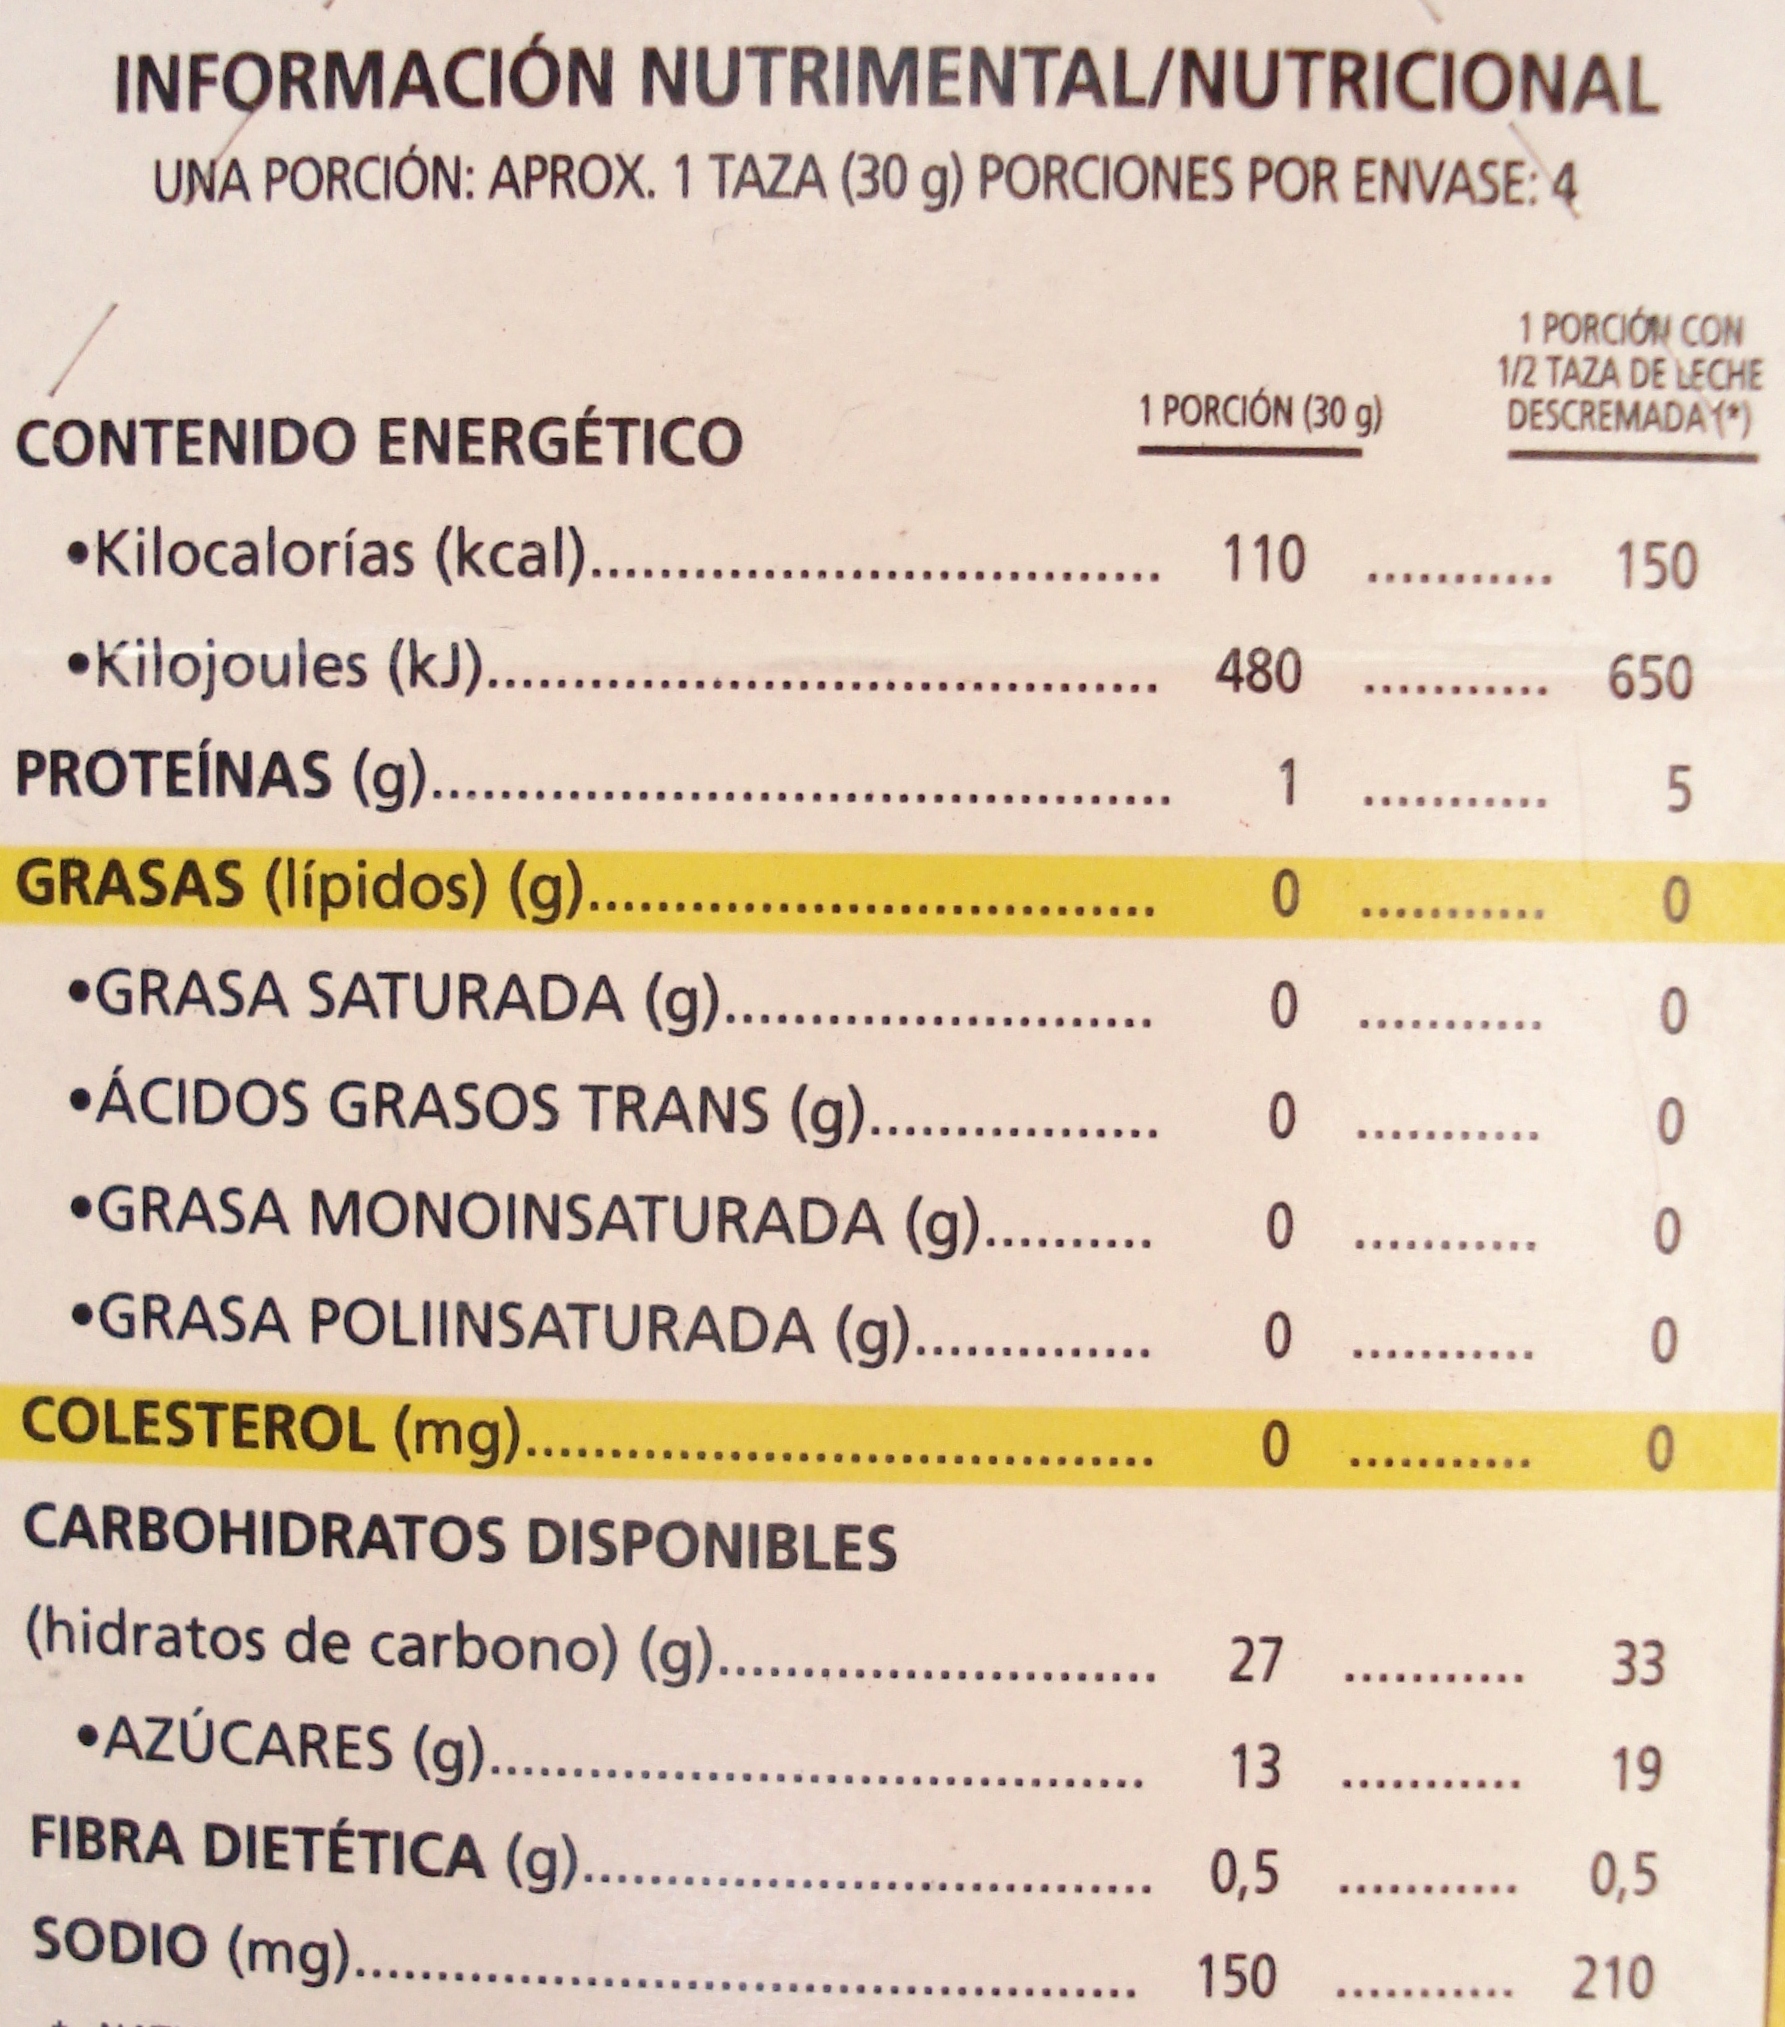 INFORMACIÓN NUTRIMENTAL/NUTRICIONAL
UNA PORCIÓN: APROX. 1 TAZA (30 g) PORCIONES POR ENVASE: 4
1 PORCIÓN CON
1/2 TAZA DE LECHE
1 PORCIÓN (30 g) DESCREMADA (*)
CONTENIDO ENERGÉTICO
•Kilocalorías (kcal)................................... 110 ........... 150
•Kilojoules (kJ)......................................... 480 ........... 650
PROTEÍNAS (g)............................................. 1 ........... 5
GRASAS (lípidos) (g)................................... 0 ........... 0
•GRASA SATURADA (g).......................... 0 ........... 0
•ÁCIDOS GRASOS TRANS (g)................. 0 ........... 0
•GRASA MONOINSATURADA (g).......... 0 ........... 0
•GRASA POLIINSATURADA (g).............. 0 ........... 0
COLESTEROL (mg)...................................... 0 ........... 0
CARBOHIDRATOS DISPONIBLES
(hidratos de carbono) (g).......................... 27 ........... 33
•AZÚCARES (g)....................................... 13 ........... 19
FIBRA DIETÉTICA (g).................................. 0,5 ........... 0,5
SODIO (mg)............................................... 150 ........... 210